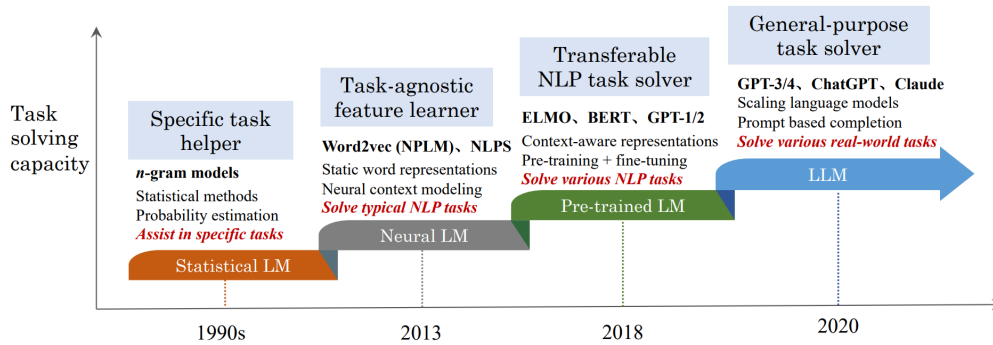 Task
solving
capacity
Specific task
helper
n-gram models
Statistical methods
Probability estimation
Assist in specific tasks
Statistical LM
1990s
Task-agnostic
feature learner
Word2vec (NPLM)、NLPS
Static word representations
Neural context modeling
Solve typical NLP tasks
Neural LM
2013
Transferable
NLP task solver
ELMO、BERT、GPT-1/2
Context-aware representations
Pre-training + fine-tuning
Solve various NLP tasks
Pre-trained LM
2018
General-purpose
task solver
GPT-3/4、ChatGPT、Claude
Scaling language models
Prompt based completion
Solve various real-world tasks
LLM
2020